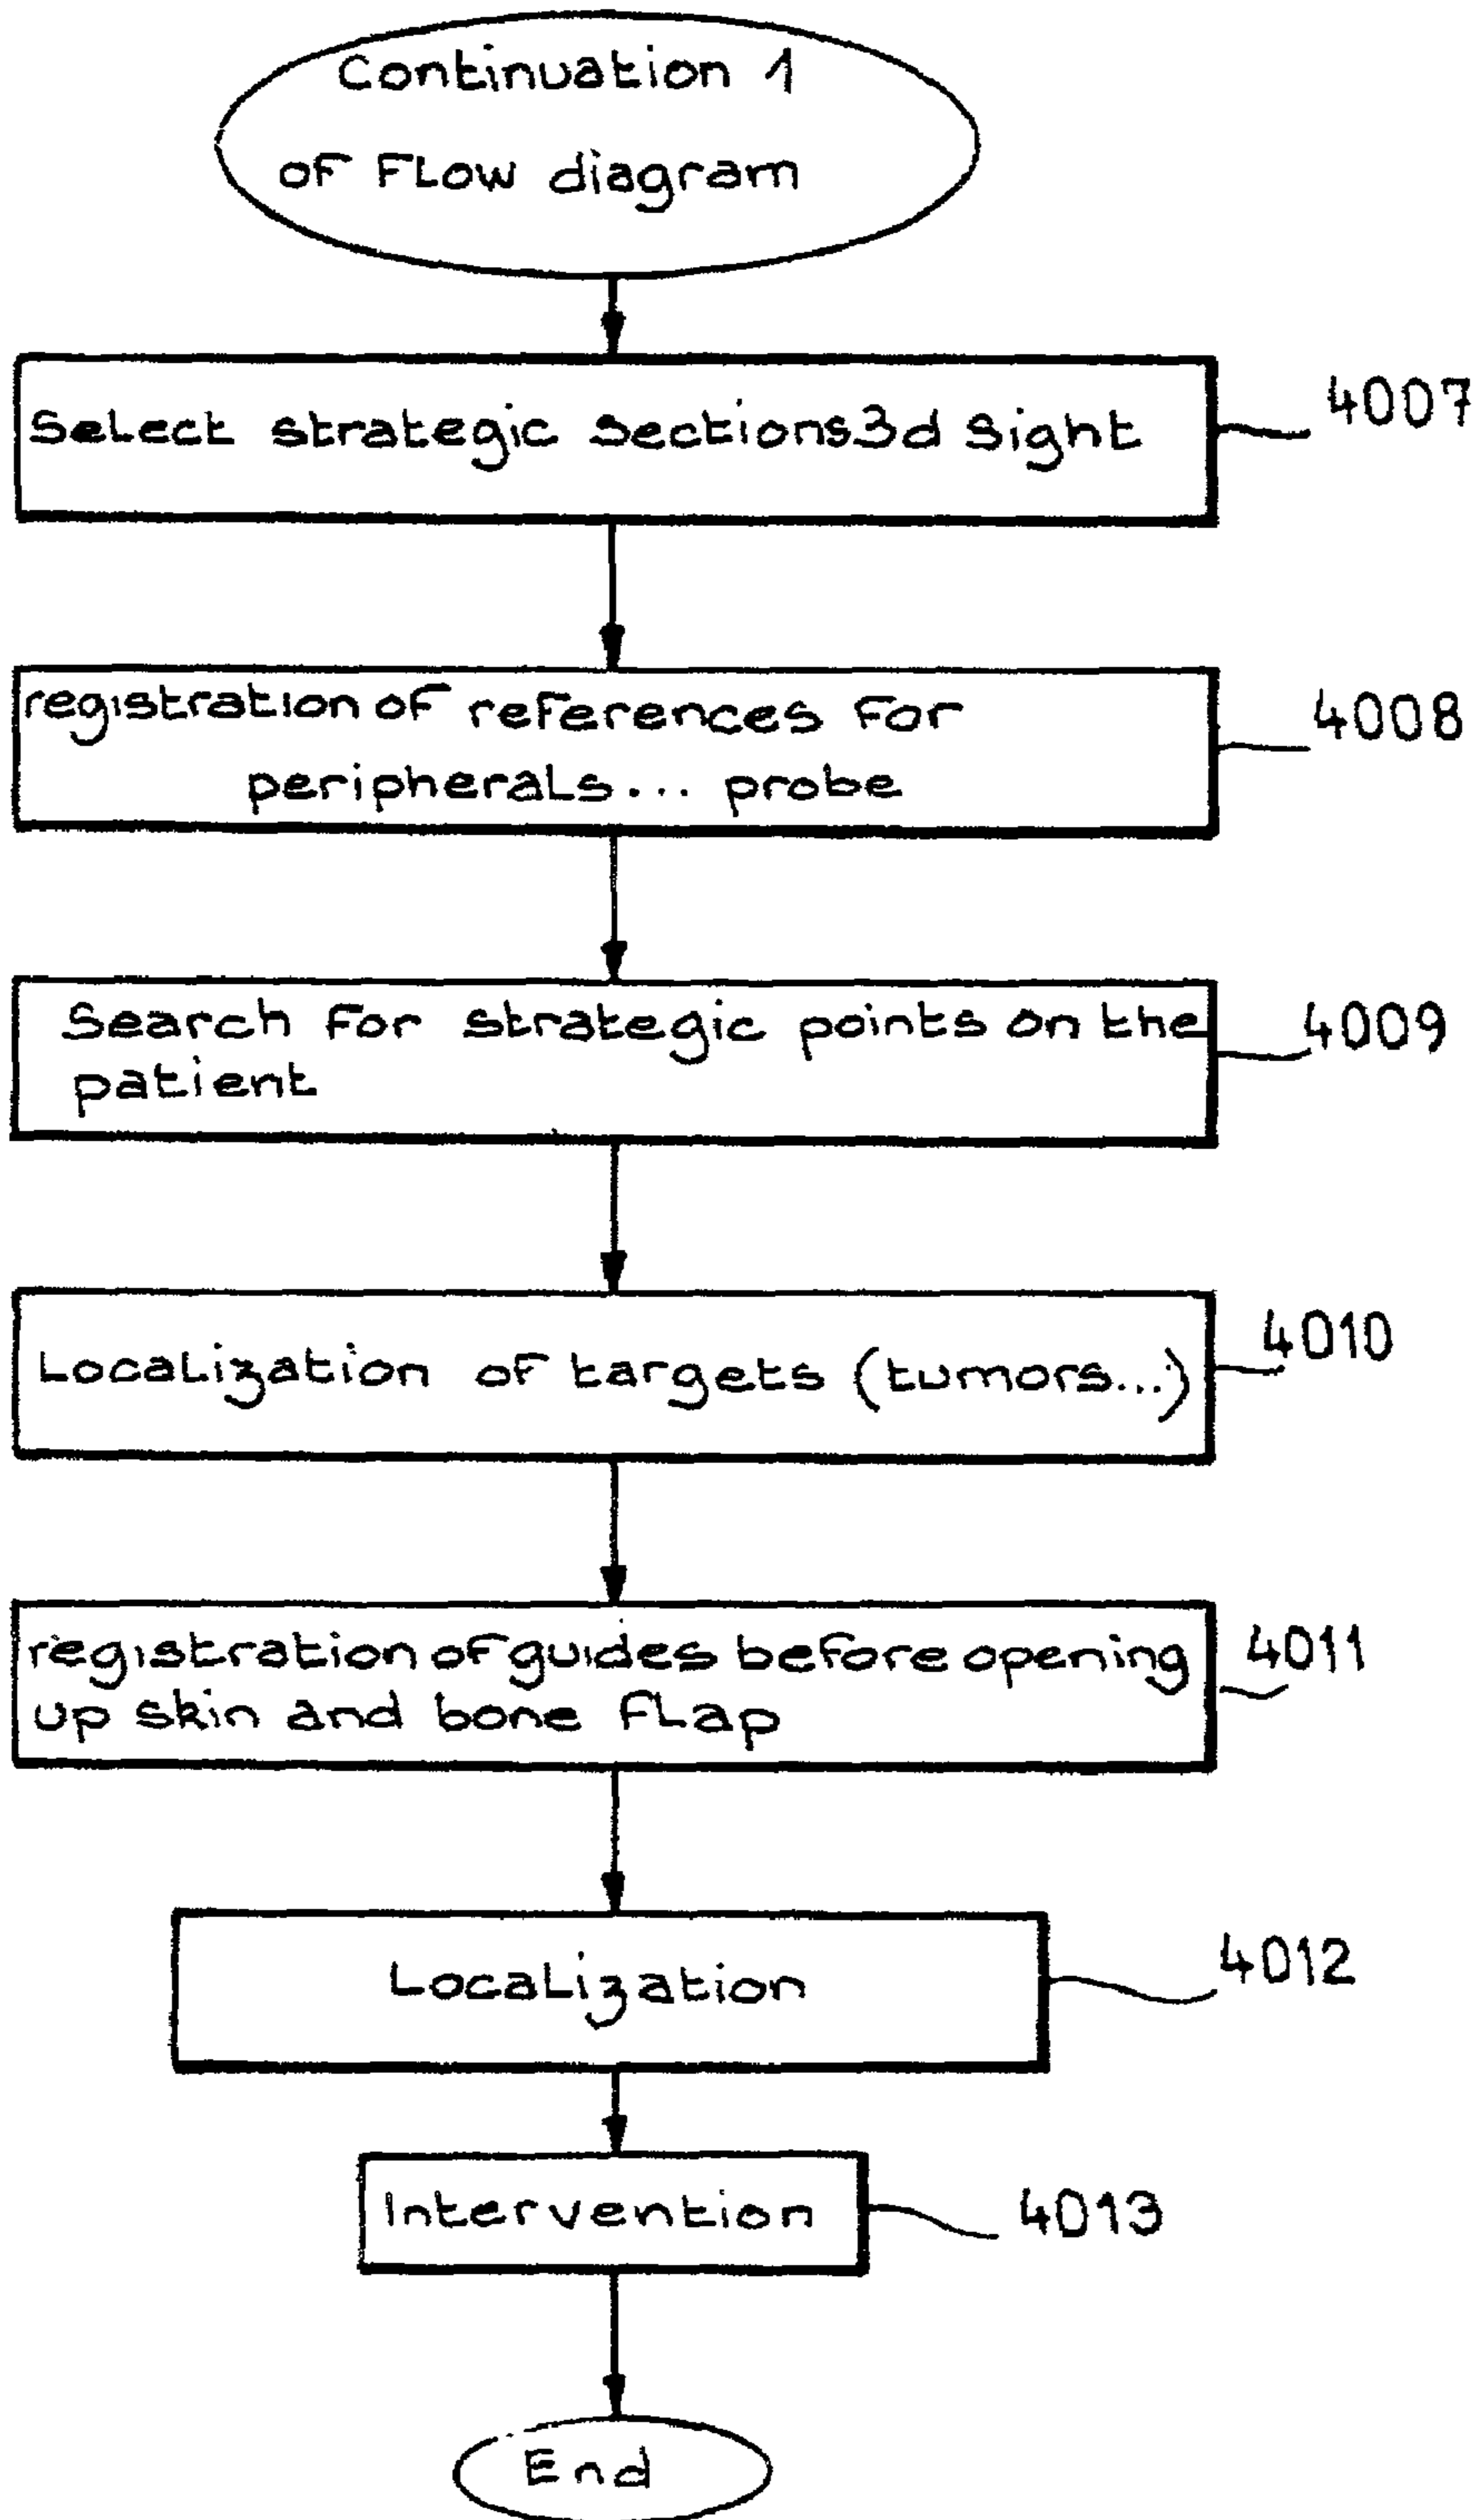 Continuation 1
of Flow diagram
Select strategic sections3d sight
4007
registration of references for
peripherals... probe
4008
Search for strategic points on the
patient
4009
Localization of targets (tumors...)
4010
registration of guides before opening
up skin and bone flap
4011
Localization
4012
Intervention
4013
End